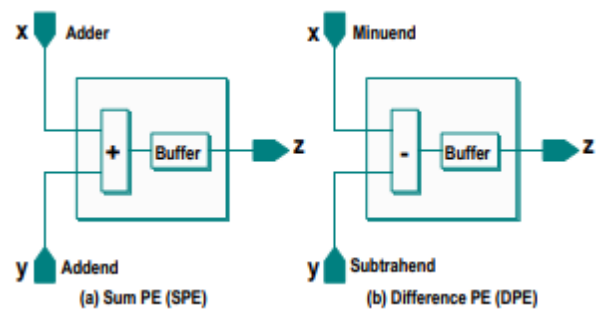 x Adder
+ Buffer z
y Addend
(a) Sum PE (SPE)
x Minuend
- Buffer z
y Subtrahend
(b) Difference PE (DPE)